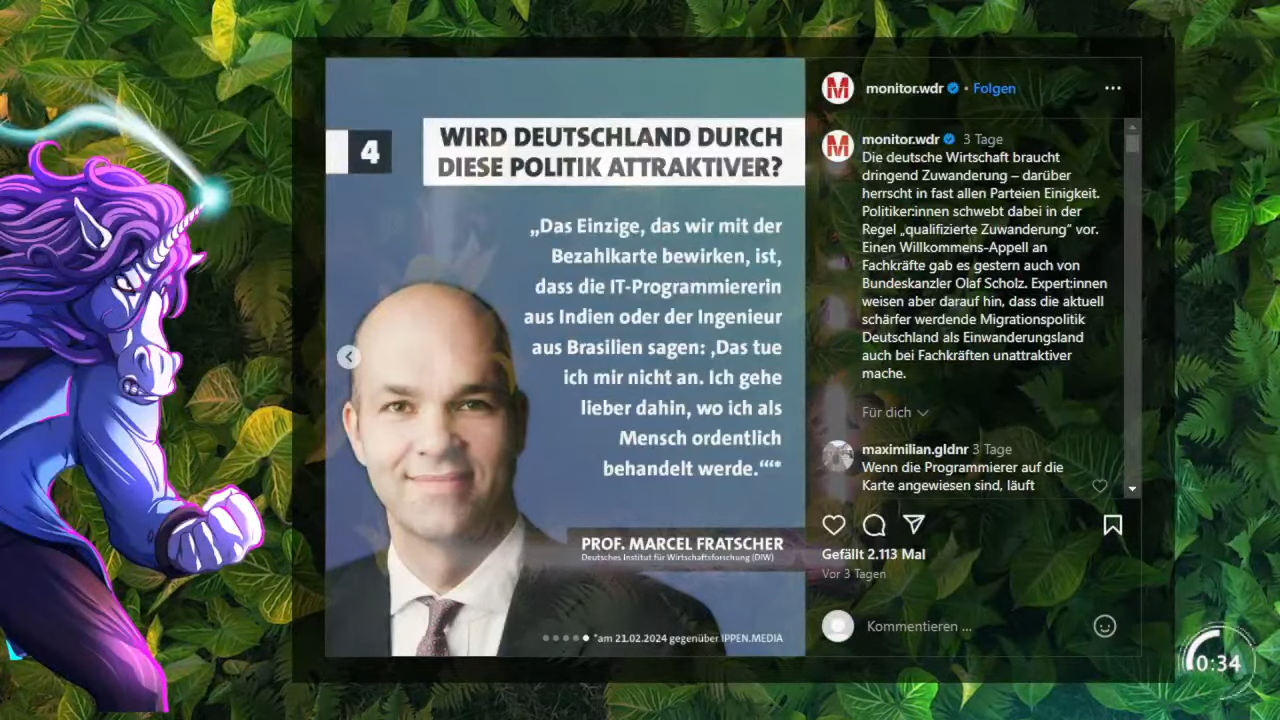 4
WIRD DEUTSCHLAND DURCH
DIESE POLITIK ATTRAKTIVER?
„Das Einzige, das wir mit der
Bezahlkarte bewirken, ist,
dass die IT-Programmiererin
aus Indien oder der Ingenieur
aus Brasilien sagen: ‚Das tue
ich mir nicht an. Ich gehe
lieber dahin, wo ich als
Mensch ordentlich
behandelt werde.‘“*
PROF. MARCEL FRATSCHER
Deutsches Institut für Wirtschaftsforschung (DIW)
*am 21.02.2024 gegenüber IPPEN.MEDIA
M monitor.wdr • Folgen
M monitor.wdr 3 Tage
Die deutsche Wirtschaft braucht
dringend Zuwanderung – darüber
herrscht in fast allen Parteien Einigkeit.
Politiker:innen schwebt dabei in der
Regel „qualifizierte Zuwanderung“ vor.
Einen Willkommens-Appell an
Fachkräfte gab es gestern auch von
Bundeskanzler Olaf Scholz. Expert:innen
weisen aber darauf hin, dass die aktuell
schärfer werdende Migrationspolitik
Deutschland als Einwanderungsland
auch bei Fachkräften unattraktiver
mache.
Für dich
maximilian.gldnr 3 Tage
Wenn die Programmierer auf die
Karte angewiesen sind, läuft
Gefällt 2.113 Mal
Vor 3 Tagen
Kommentieren ...
0:34